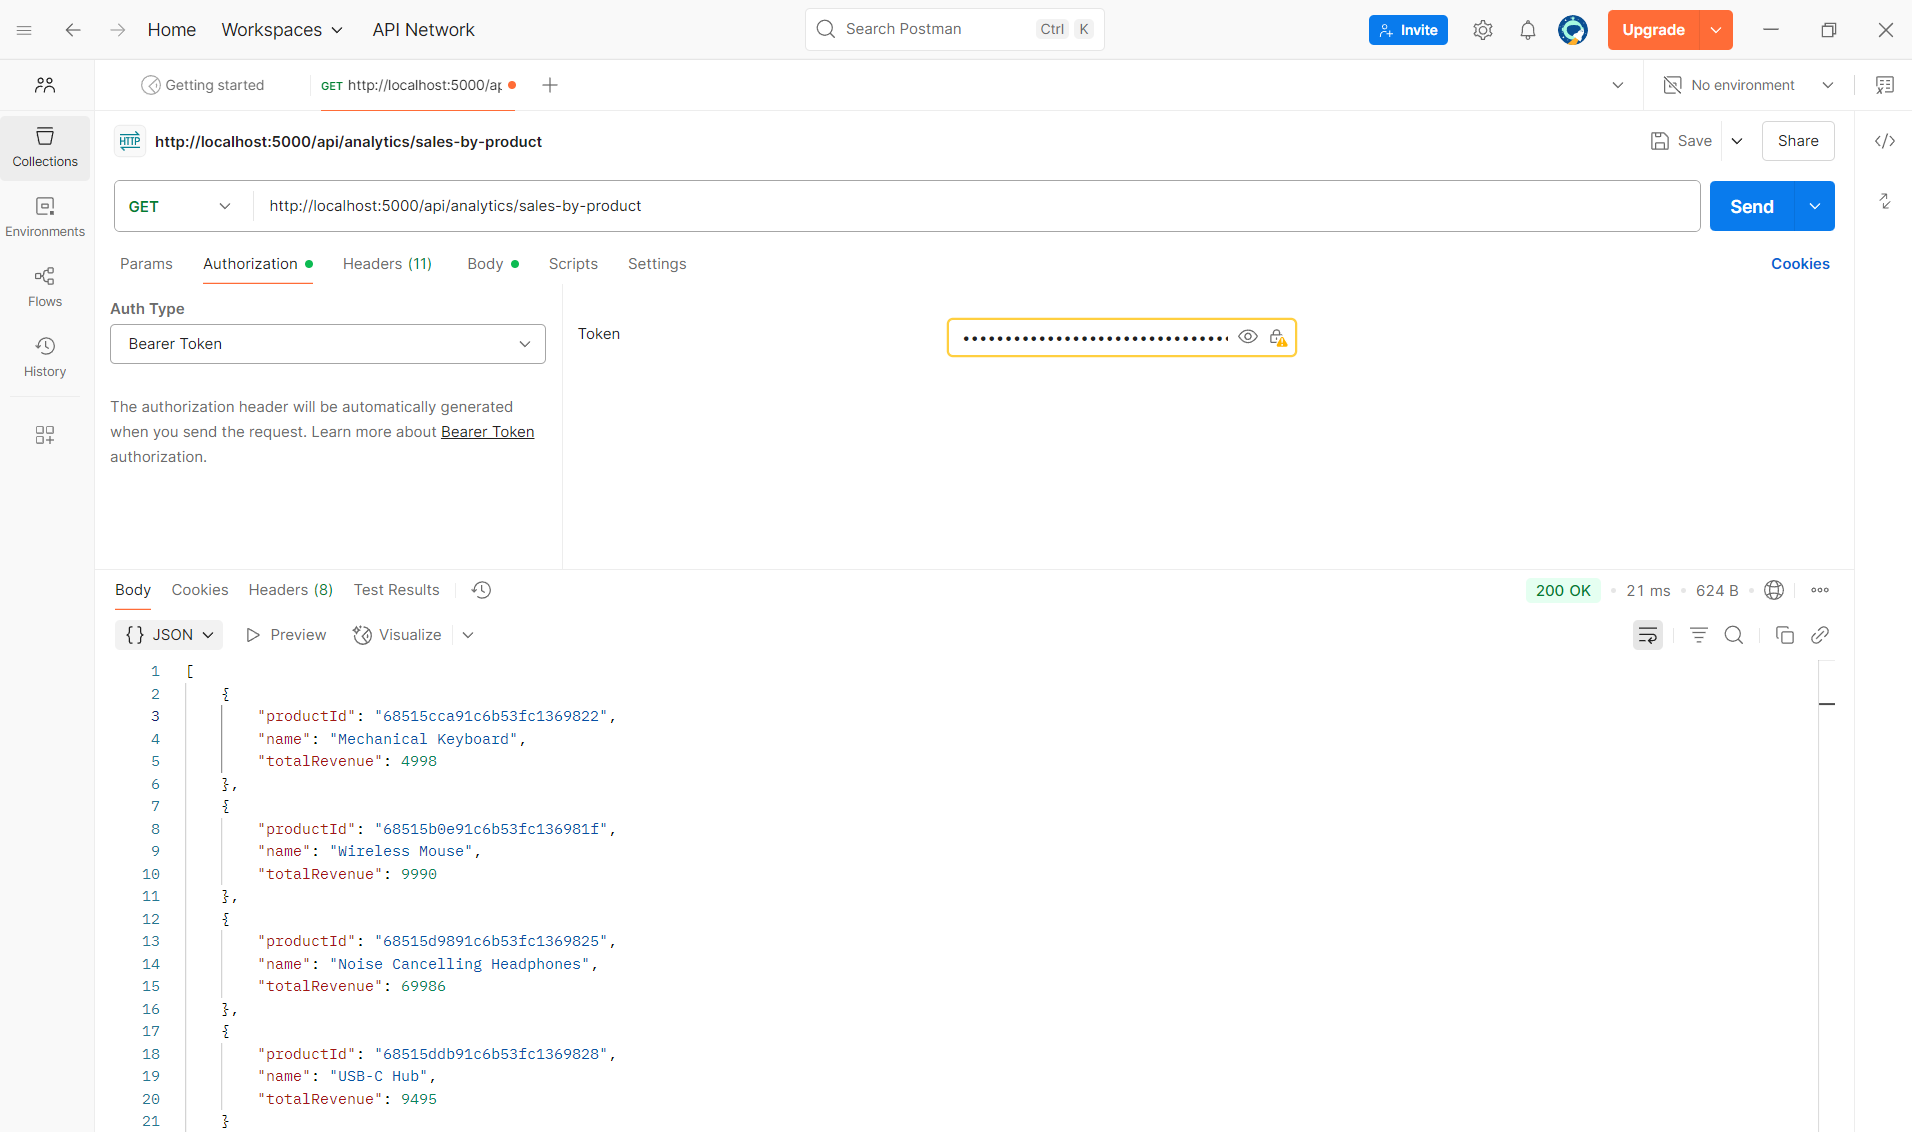 Home Workspaces API Network Search Postman Ctrl K Invite Upgrade
Getting started GET http://localhost:5000/ap No environment
HTTP http://localhost:5000/api/analytics/sales-by-product Save Share
Collections
GET http://localhost:5000/api/analytics/sales-by-product Send
Environments
Params Authorization Headers (11) Body Scripts Settings Cookies
Flows
Auth Type
Bearer Token
Token
History
The authorization header will be automatically generated
when you send the request. Learn more about Bearer Token
authorization.
Body Cookies Headers (8) Test Results 200 OK 21 ms 624 B
{} JSON Preview Visualize
1 [
2 {
3 "productId": "68515cca91c6b53fc1369822",
4 "name": "Mechanical Keyboard",
5 "totalRevenue": 4998
6 },
7 {
8 "productId": "68515b0e91c6b53fc136981f",
9 "name": "Wireless Mouse",
10 "totalRevenue": 9990
11 },
12 {
13 "productId": "68515d9891c6b53fc1369825",
14 "name": "Noise Cancelling Headphones",
15 "totalRevenue": 69986
16 },
17 {
18 "productId": "68515ddb91c6b53fc1369828",
19 "name": "USB-C Hub",
20 "totalRevenue": 9495
21 }